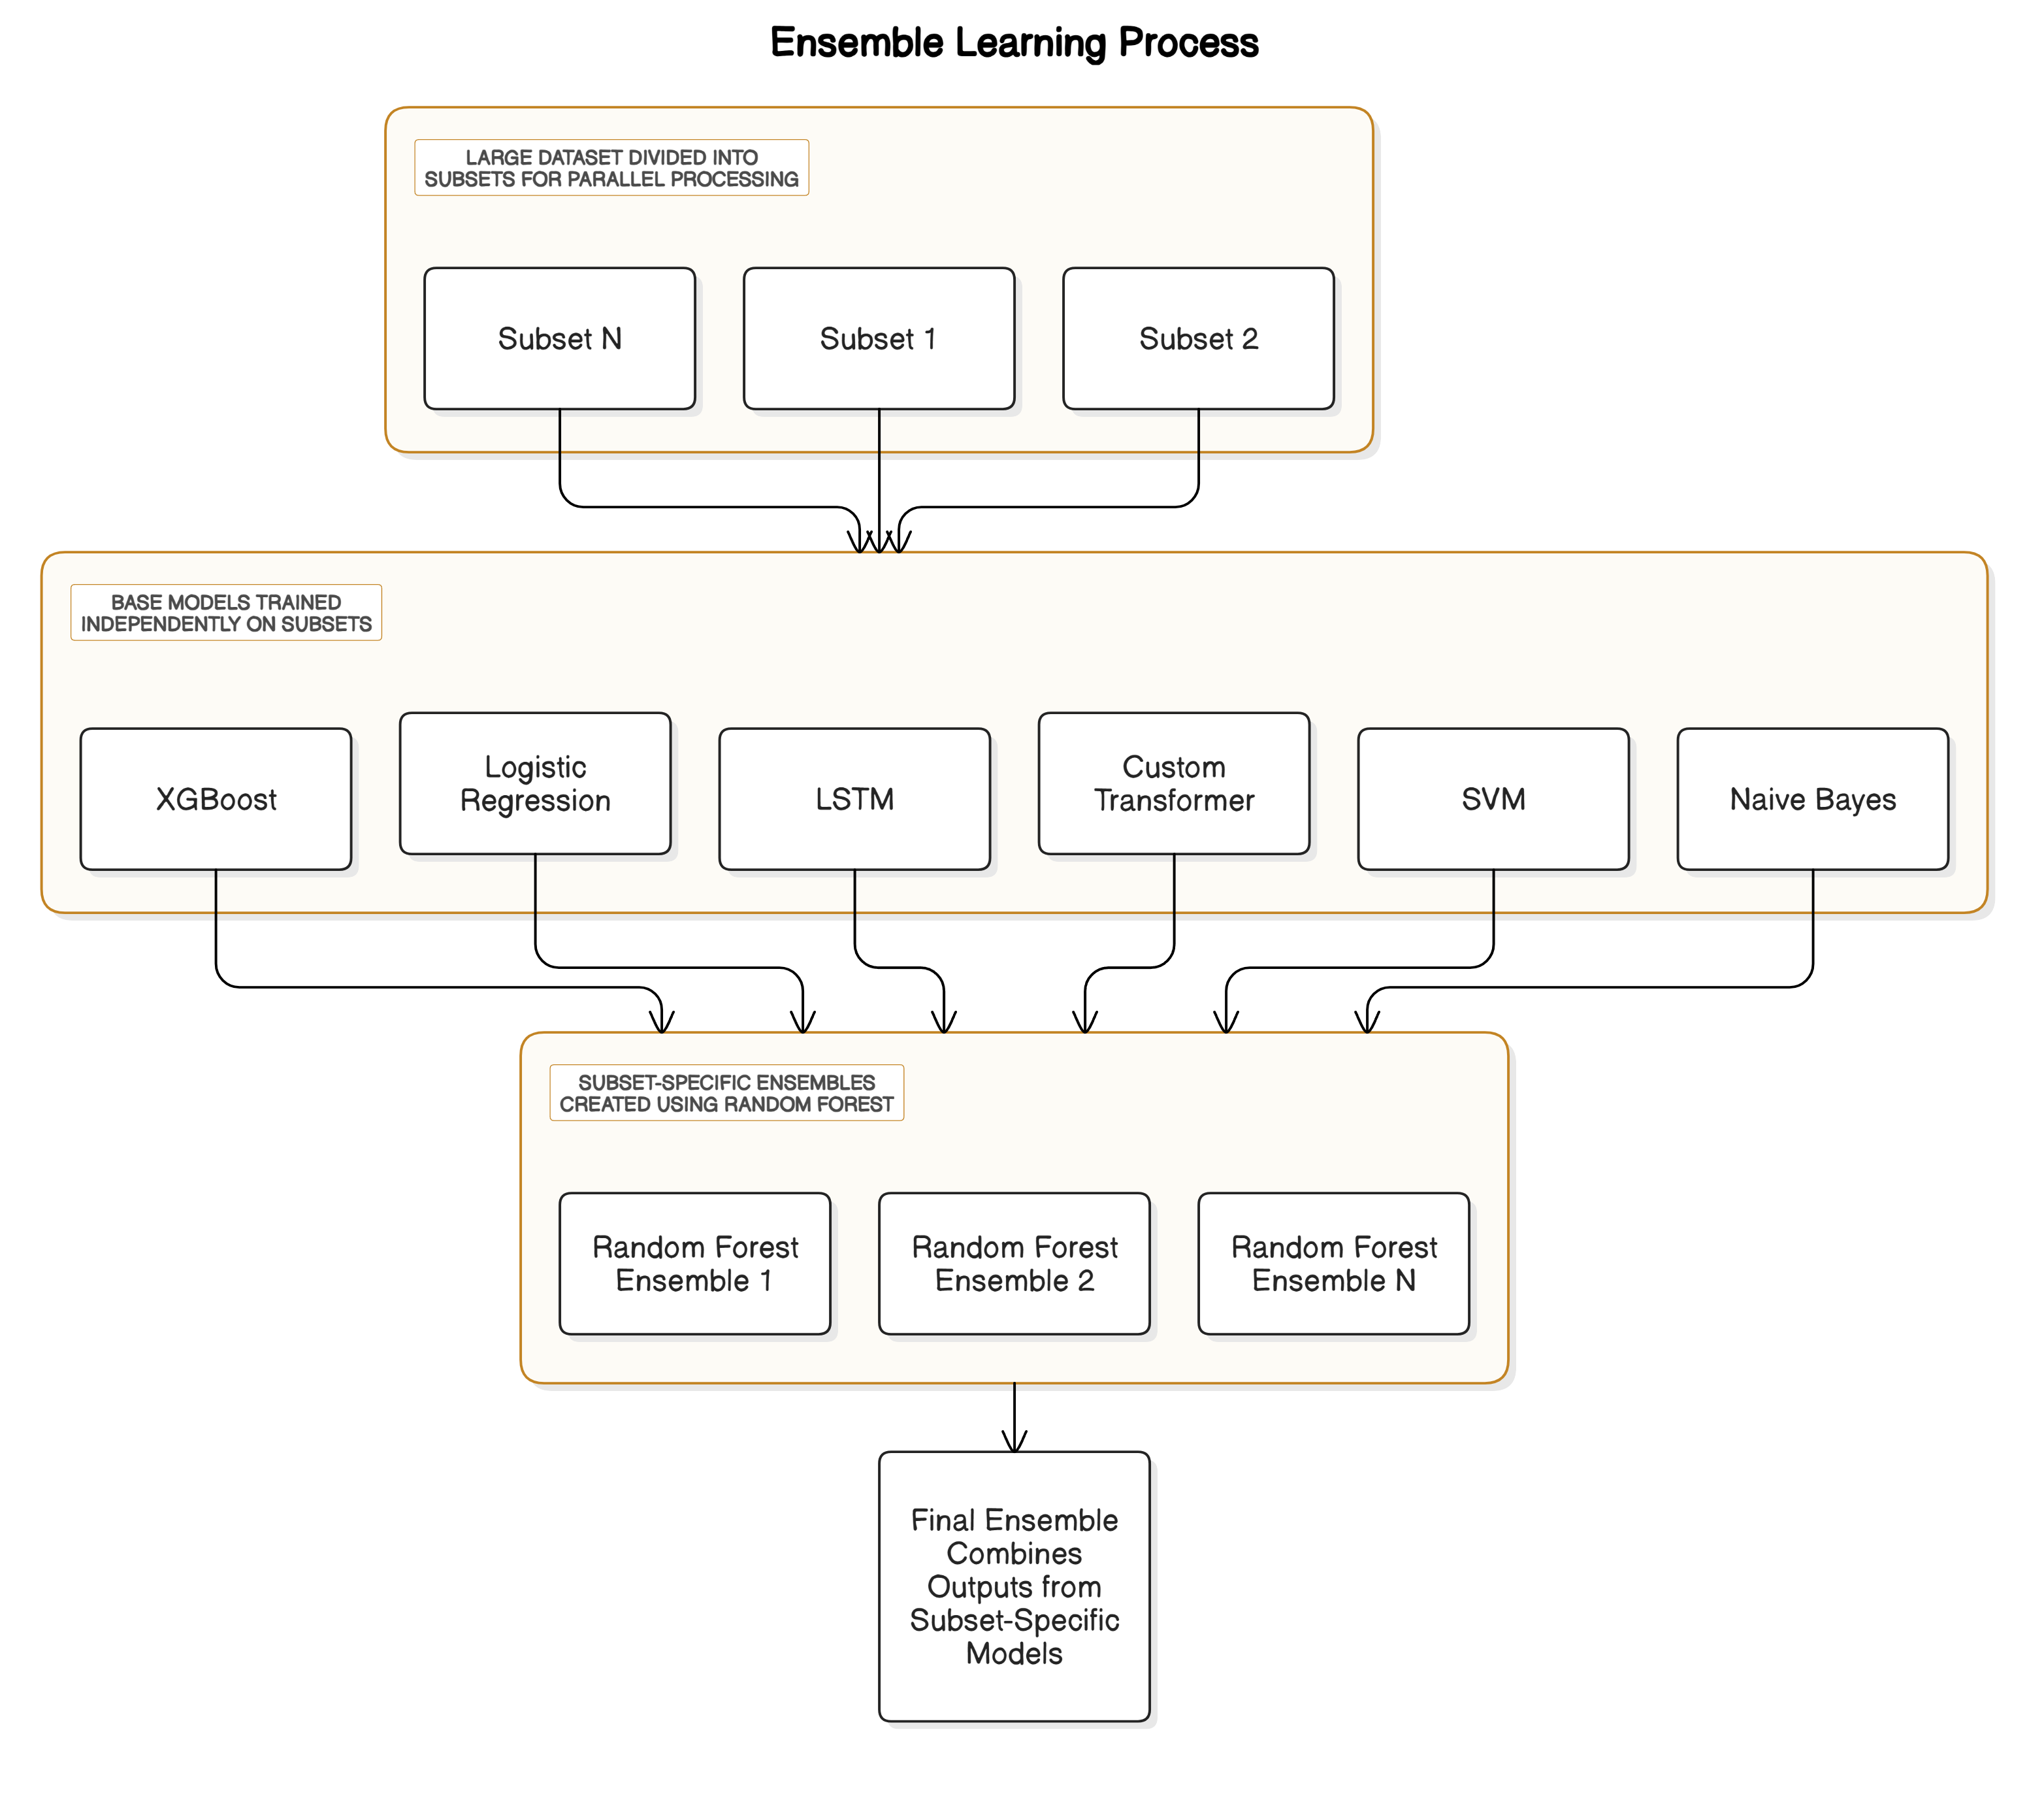 Ensemble Learning Process
LARGE DATASET DIVIDED INTO
SUBSETS FOR PARALLEL PROCESSING
Subset N
Subset 1
Subset 2
BASE MODELS TRAINED
INDEPENDENTLY ON SUBSETS
XGBoost
Logistic
Regression
LSTM
Custom
Transformer
SVM
Naive Bayes
SUBSET-SPECIFIC ENSEMBLES
CREATED USING RANDOM FOREST
Random Forest
Ensemble 1
Random Forest
Ensemble 2
Random Forest
Ensemble N
Final Ensemble
Combines
Outputs from
Subset-Specific
Models